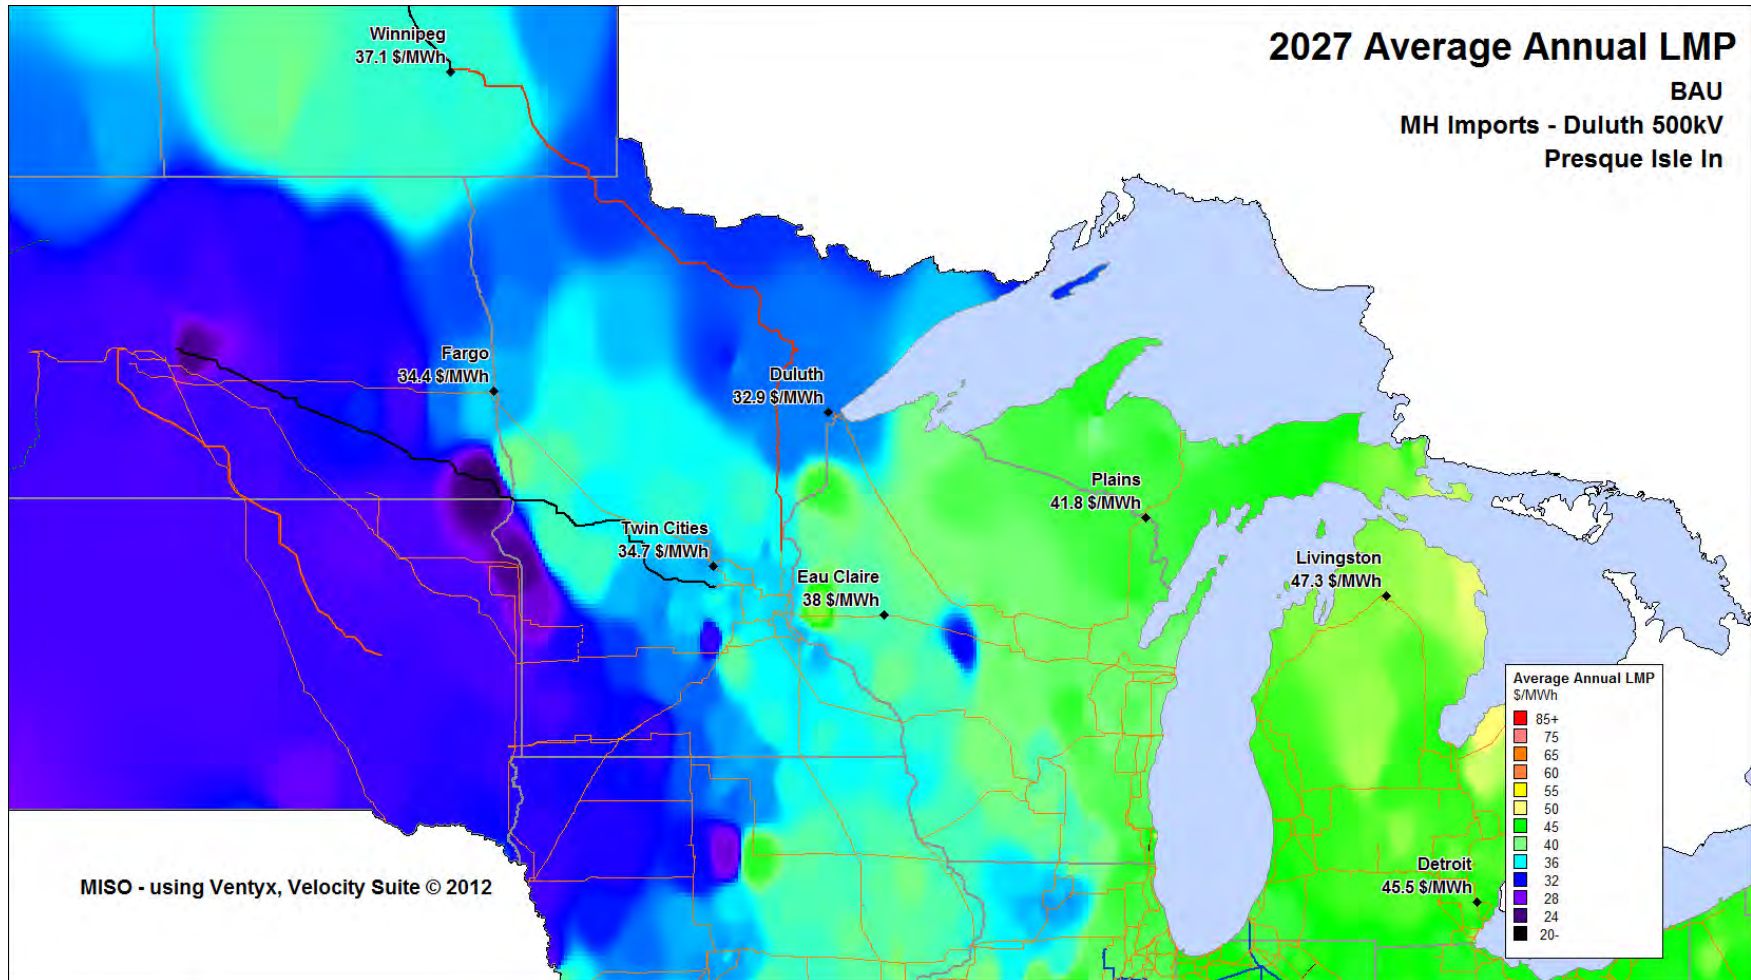 2027 Average Annual LMP
BAU
MH Imports - Duluth 500kV
Presque Isle In
Winnipeg
37.1 $/MWh
Fargo
34.4 $/MWh
Duluth
32.9 $/MWh
Plains
41.8 $/MWh
Twin Cities
34.7 $/MWh
Eau Claire
38 $/MWh
Livingston
47.3 $/MWh
Detroit
45.5 $/MWh
Average Annual LMP
$/MWh
85+
75
65
60
55
50
45
40
36
32
28
24
20-
MISO - using Ventyx, Velocity Suite © 2012